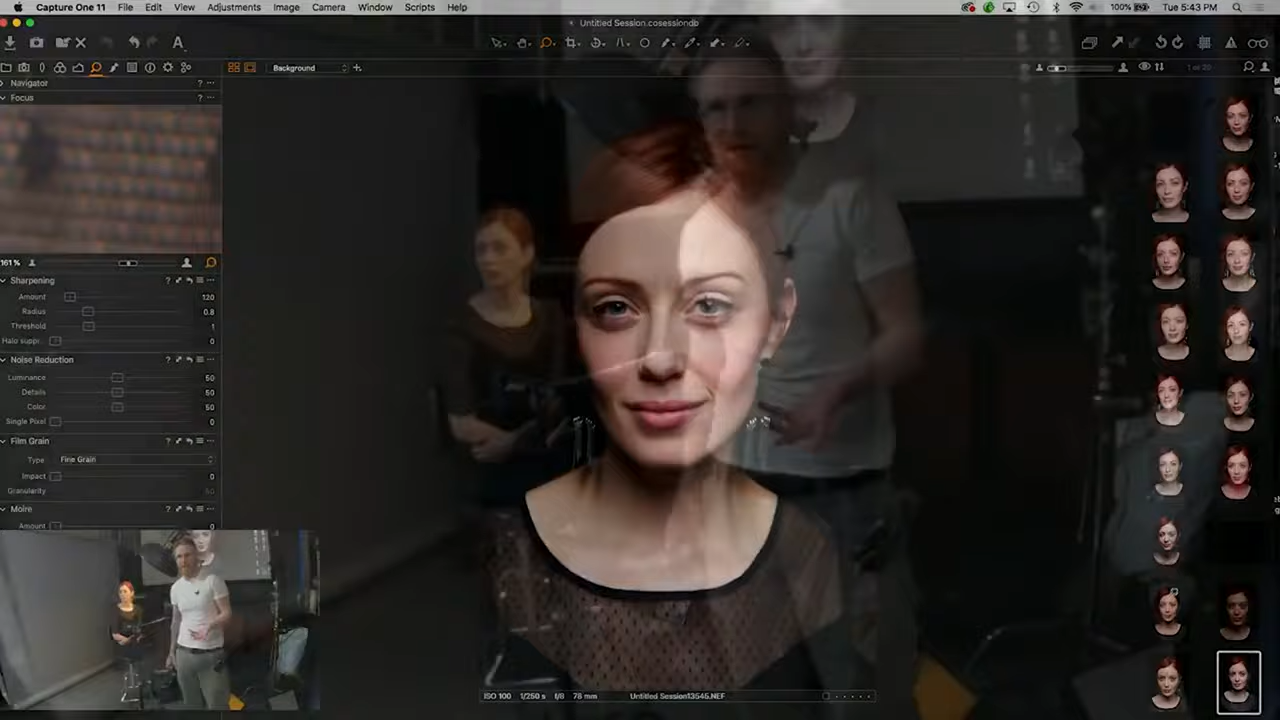 Capture One 11 File Edit View Adjustments Image Camera Window Scripts Help 100% Tue 5:43 PM
Untitled Session.cosessiondb
Background
Navigator
Focus
161%
Sharpening
Amount 120
Radius 0.8
Threshold 1
Halo suppr. 0
Noise Reduction
Luminance 50
Details 50
Color 50
Single Pixel 0
Film Grain
Type Fine Grain
Impact 0
Granularity 50
Moire
Amount 0
ISO 100 1/250 s f/8 78 mm Untitled Session13545.NEF